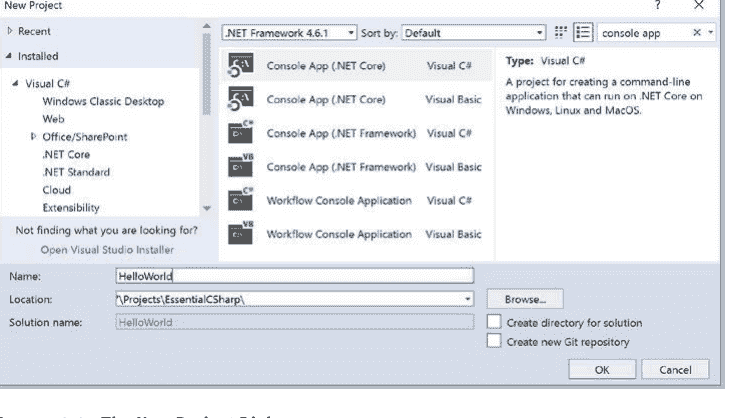 New Project ? ×
Recent
Installed
Visual C#
Windows Classic Desktop
Web
Office/SharePoint
.NET Core
.NET Standard
Cloud
Extensibility
Not finding what you are looking for?
Open Visual Studio Installer
.NET Framework 4.6.1 Sort by: Default console app ×
Console App (.NET Core) Visual C#
Console App (.NET Core) Visual Basic
Console App (.NET Framework) Visual C#
Console App (.NET Framework) Visual Basic
Workflow Console Application Visual C#
Workflow Console Application Visual Basic
Type: Visual C#
A project for creating a command-line
application that can run on .NET Core on
Windows, Linux and MacOS.
Name: HelloWorld
Location: \Projects\EssentialCSharp\ Browse...
Solution name: HelloWorld
Create directory for solution
Create new Git repository
OK Cancel